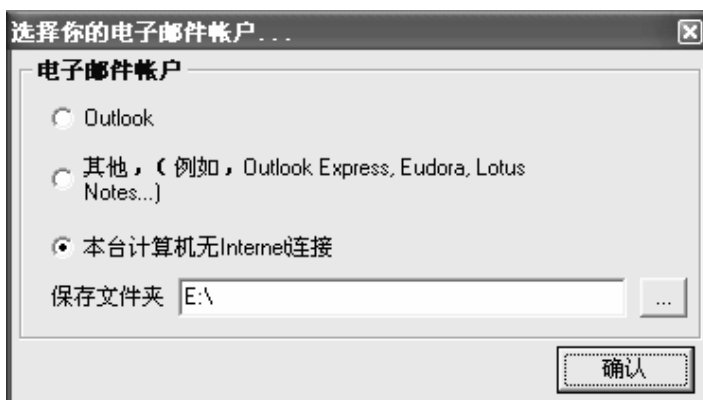 选择你的电子邮件帐户...
电子邮件帐户
Outlook
其他，（例如，Outlook Express, Eudora, Lotus
Notes...)
本台计算机无Internet连接
保存文件夹 E:\ ...
确认